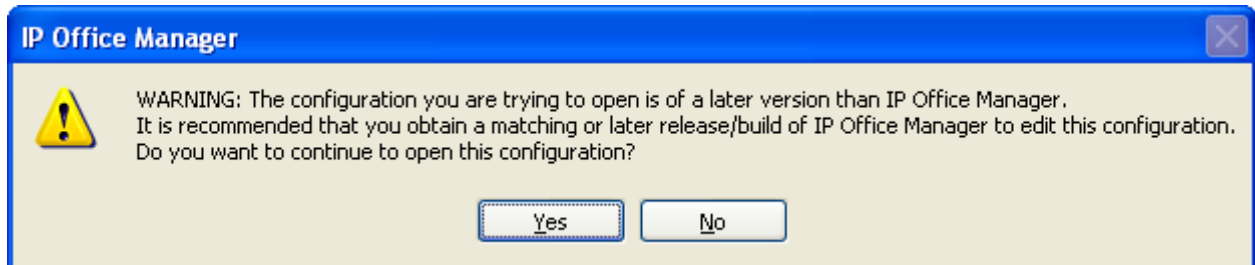 IP Office Manager
WARNING: The configuration you are trying to open is of a later version than IP Office Manager.
It is recommended that you obtain a matching or later release/build of IP Office Manager to edit this configuration.
Do you want to continue to open this configuration?
Yes No